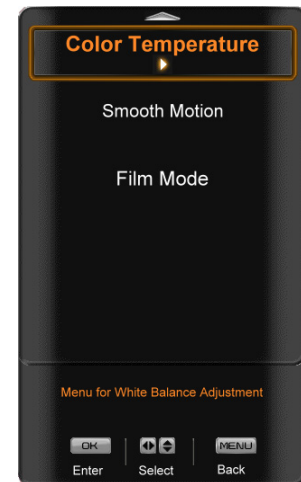 Color Temperature
Smooth Motion
Film Mode
Menu for White Balance Adjustment
OK MENU
Enter Select Back